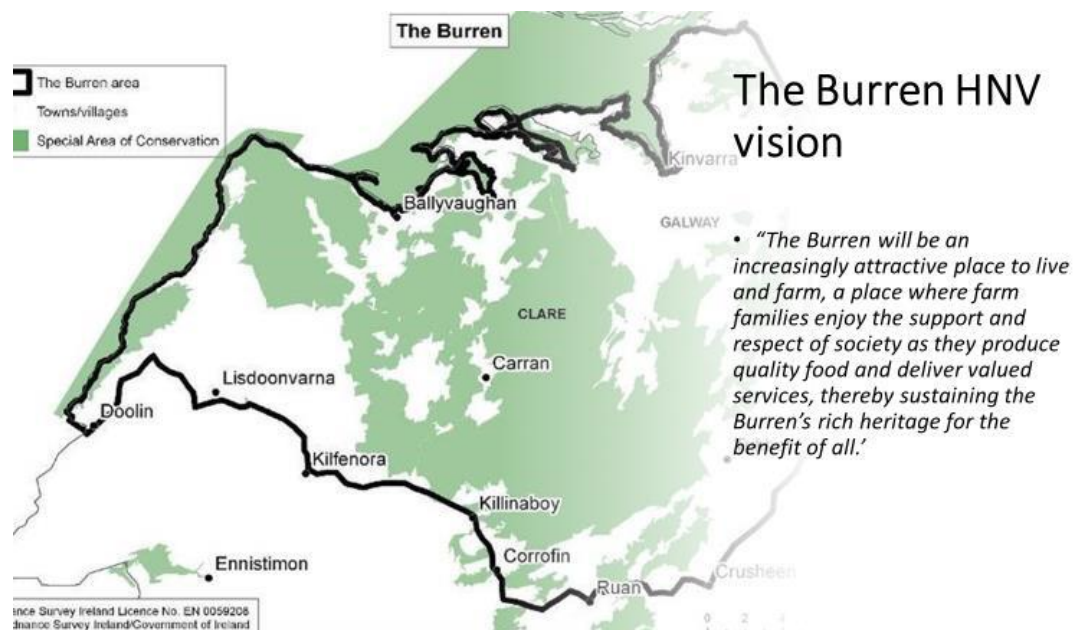 The Burren
The Burren area
Towns/villages
Special Area of Conservation
The Burren HNV
vision
Kinvarra
Ballyvaughan
GALWAY
• “The Burren will be an
increasingly attractive place to live
and farm, a place where farm
families enjoy the support and
respect of society as they produce
quality food and deliver valued
services, thereby sustaining the
Burren’s rich heritage for the
benefit of all.’
CLARE
Carran
Lisdoonvarna
Doolin
Kilfenora
Killinaboy
Corrofin
Ennistimon
Ruan
Crusheen
Survey Ireland Licence No. EN 0059208
Survey Ireland/Government of Ireland
0 2